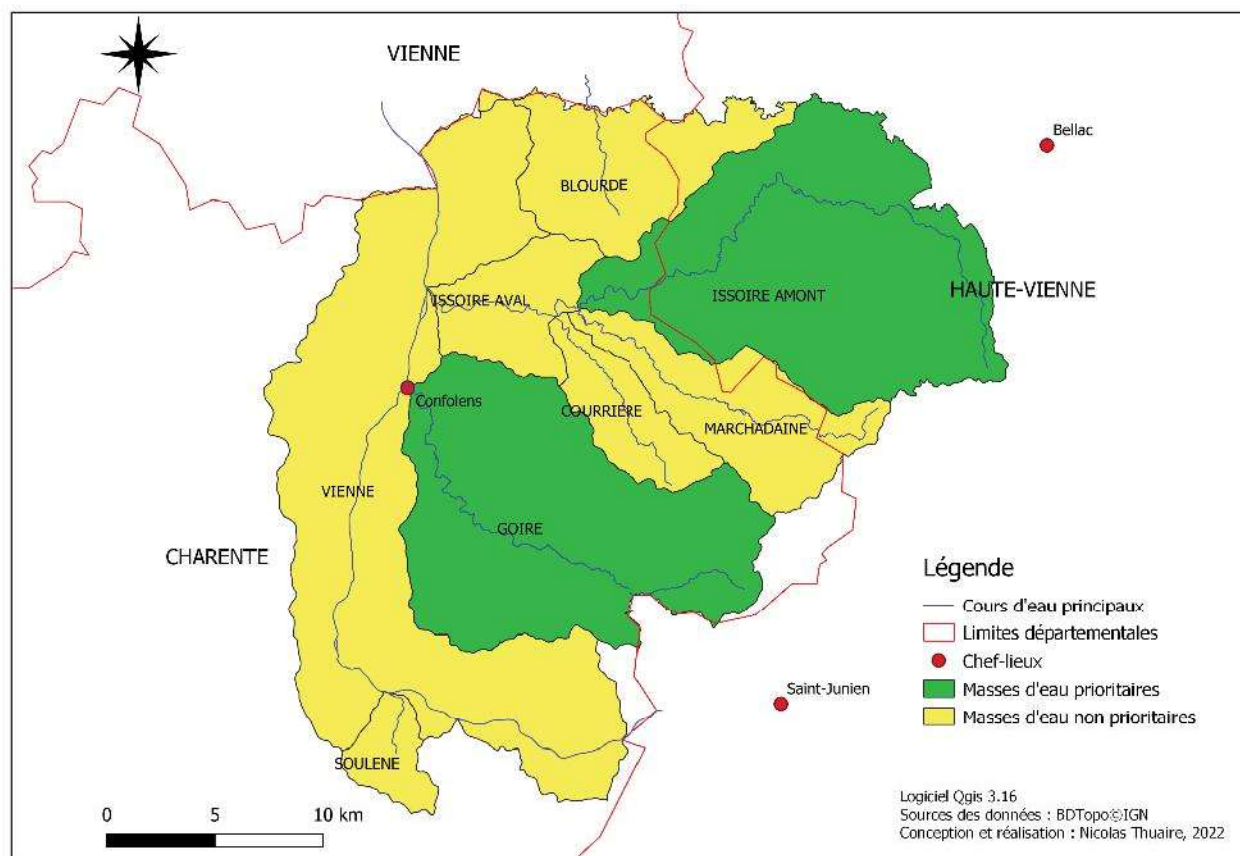 VIENNE
Bellac
BLOURDE
ISSOIRE AVAL
ISSOIRE AMONT
HAUTE-VIENNE
Confolens
COURRIÈRE
MARCHADAINE
VIENNE
GOIRE
CHARENTE
SOULENE
Saint-Junien
Légende
Cours d'eau principaux
Limites départementales
Chef-lieux
Masses d'eau prioritaires
Masses d'eau non prioritaires
0 5 10 km
Logiciel Qgis 3.16
Sources des données : BDTopo©IGN
Conception et réalisation : Nicolas Thuaire, 2022